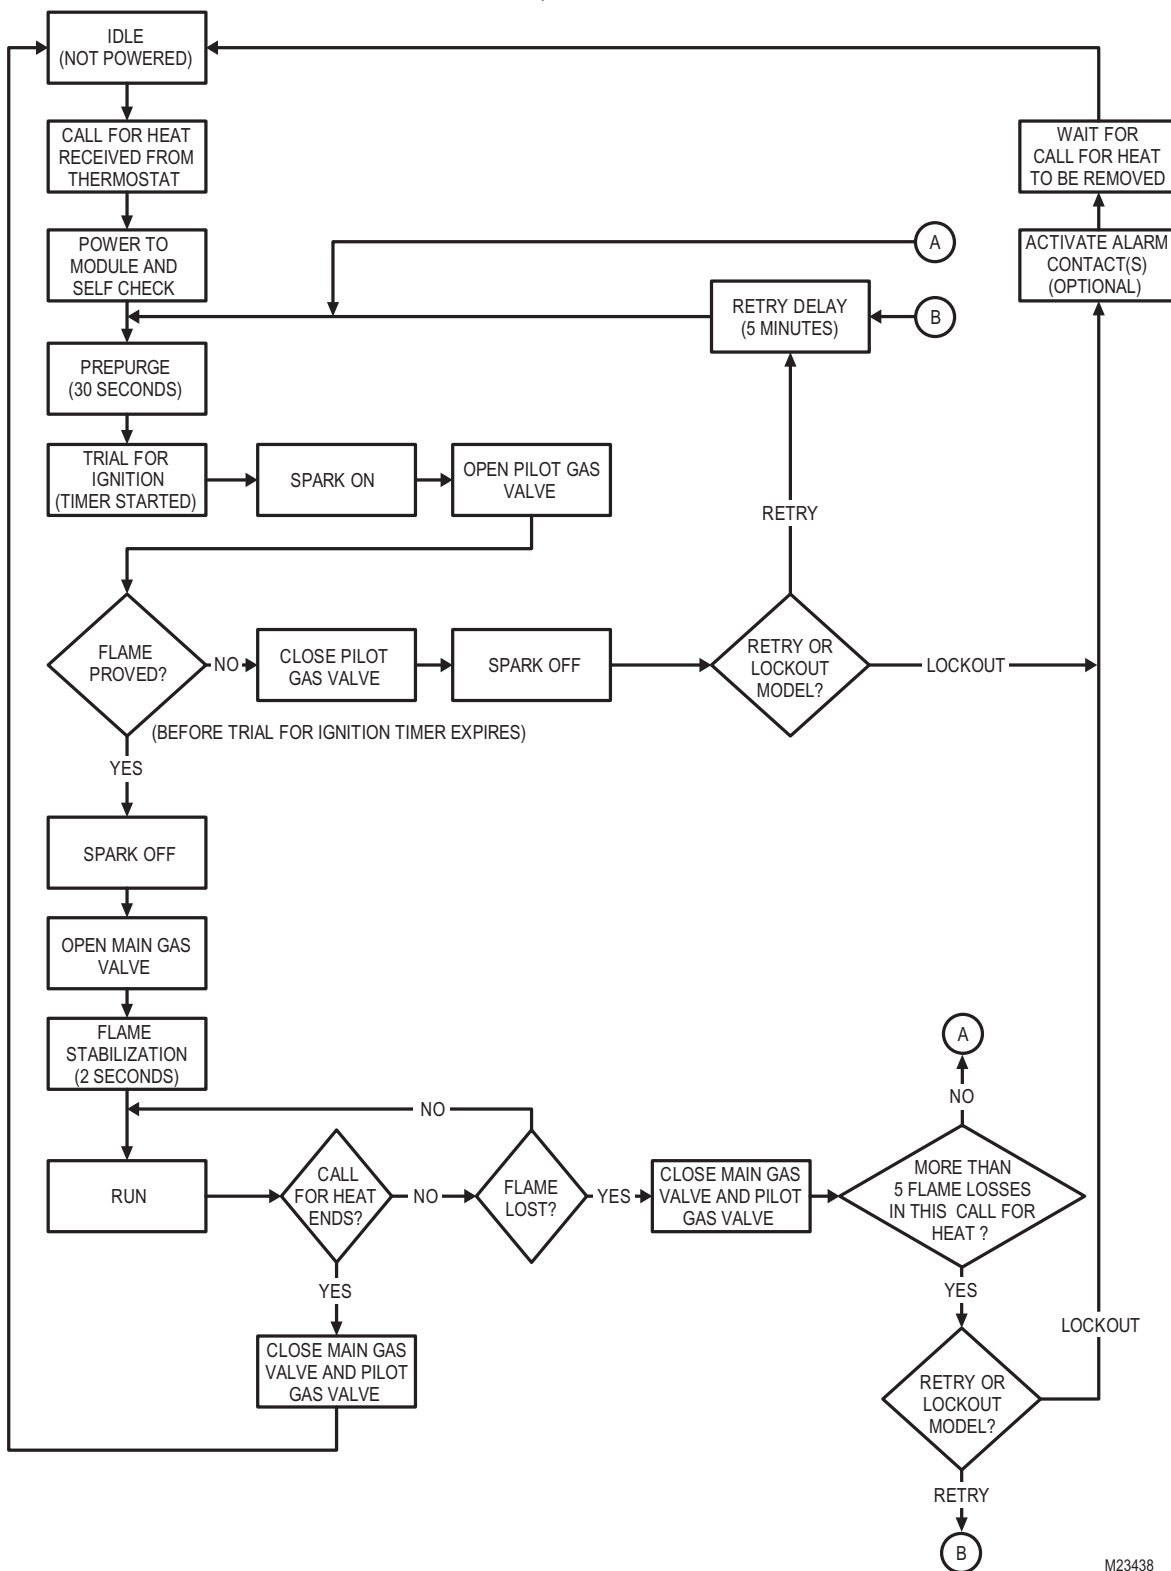 IDLE
(NOT POWERED)
CALL FOR HEAT
RECEIVED FROM
THERMOSTAT
WAIT FOR
CALL FOR HEAT
TO BE REMOVED
POWER TO
MODULE AND
SELF CHECK
A
ACTIVATE ALARM
CONTACT(S)
(OPTIONAL)
RETRY DELAY
(5 MINUTES)
B
PREPURGE
(30 SECONDS)
TRIAL FOR
IGNITION
(TIMER STARTED)
SPARK ON
OPEN PILOT GAS
VALVE
RETRY
FLAME
PROVED?
NO
CLOSE PILOT
GAS VALVE
SPARK OFF
RETRY OR
LOCKOUT
MODEL?
LOCKOUT
(BEFORE TRIAL FOR IGNITION TIMER EXPIRES)
YES
SPARK OFF
OPEN MAIN GAS
VALVE
FLAME
STABILIZATION
(2 SECONDS)
A
NO
NO
RUN
CALL
FOR HEAT
ENDS?
NO
FLAME
LOST?
YES
CLOSE MAIN GAS
VALVE AND PILOT
GAS VALVE
MORE THAN
5 FLAME LOSSES
IN THIS CALL FOR
HEAT ?
YES
YES
LOCKOUT
CLOSE MAIN GAS
VALVE AND PILOT
GAS VALVE
RETRY OR
LOCKOUT
MODEL?
RETRY
B
M23438